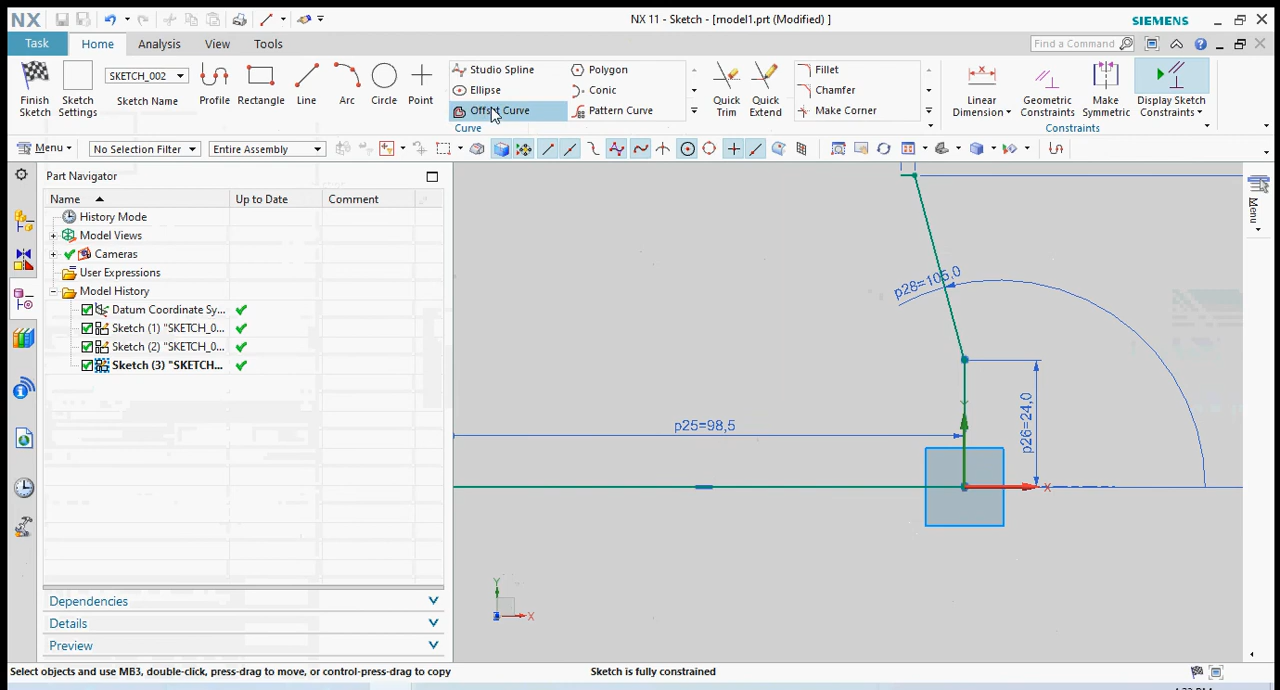 NX
NX 11 - Sketch - [model1.prt (Modified) ]
SIEMENS
Task
Home
Analysis
View
Tools
Find a Command
Finish Sketch
Sketch Settings
SKETCH_002
Sketch Name
Profile
Rectangle
Line
Arc
Circle
Point
Studio Spline
Polygon
Ellipse
Conic
Offset Curve
Pattern Curve
Curve
Quick Trim
Quick Extend
Fillet
Chamfer
Make Corner
Linear Dimension
Geometric Constraints
Make Symmetric
Display Sketch Constraints
Constraints
Menu
No Selection Filter
Entire Assembly
Part Navigator
Name
Up to Date
Comment
History Mode
Model Views
Cameras
User Expressions
Model History
Datum Coordinate Sy...
Sketch (1) "SKETCH_0...
Sketch (2) "SKETCH_0...
Sketch (3) "SKETCH...
Dependencies
Details
Preview
Menu
p28=105,0
p25=98,5
p26=24,0
X
Y
X
Select objects and use MB3, double-click, press-drag to move, or control-press-drag to copy
Sketch is fully constrained